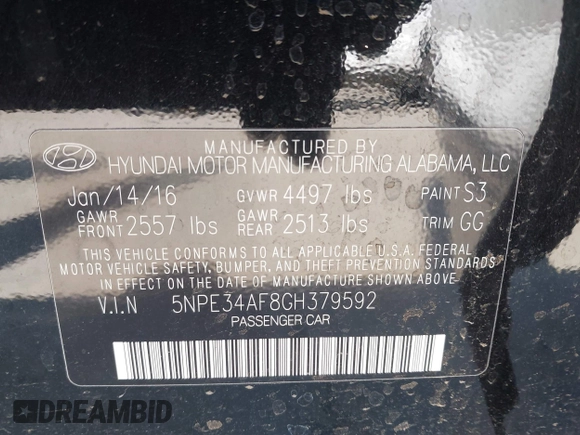 MANUFACTURED BY
HYUNDAI MOTOR MANUFACTURING ALABAMA, LLC
Jan/14/16 GVWR 4497 lbs PAINT S3
GAWR FRONT 2557 lbs GAWR REAR 2513 lbs TRIM GG
THIS VEHICLE CONFORMS TO ALL APPLICABLE U.S.A. FEDERAL
MOTOR VEHICLE SAFETY, BUMPER, AND THEFT PREVENTION STANDARDS
IN EFFECT ON THE DATE OF MANUFACTURE SHOWN ABOVE.
V.I.N 5NPE34AF8GH379592
PASSENGER CAR
DREAMBID